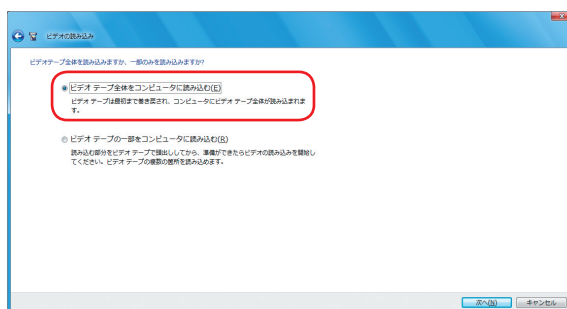 ビデオの読み込み
ビデオテープ全体を読み込みますか、一部のみを読み込みますか?
ビデオ テープ全体をコンピュータに読み込む(E)
ビデオ テープは最初まで巻き戻され、コンピュータにビデオ テープ全体が読み込まれま
す。
ビデオ テープの一部をコンピュータに読み込む(R)
読み込む部分をビデオ テープで頭出ししてから、準備ができたらビデオの読み込みを開始し
てください。ビデオ テープの複数の箇所を読み込めます。
次へ(N)
キャンセル